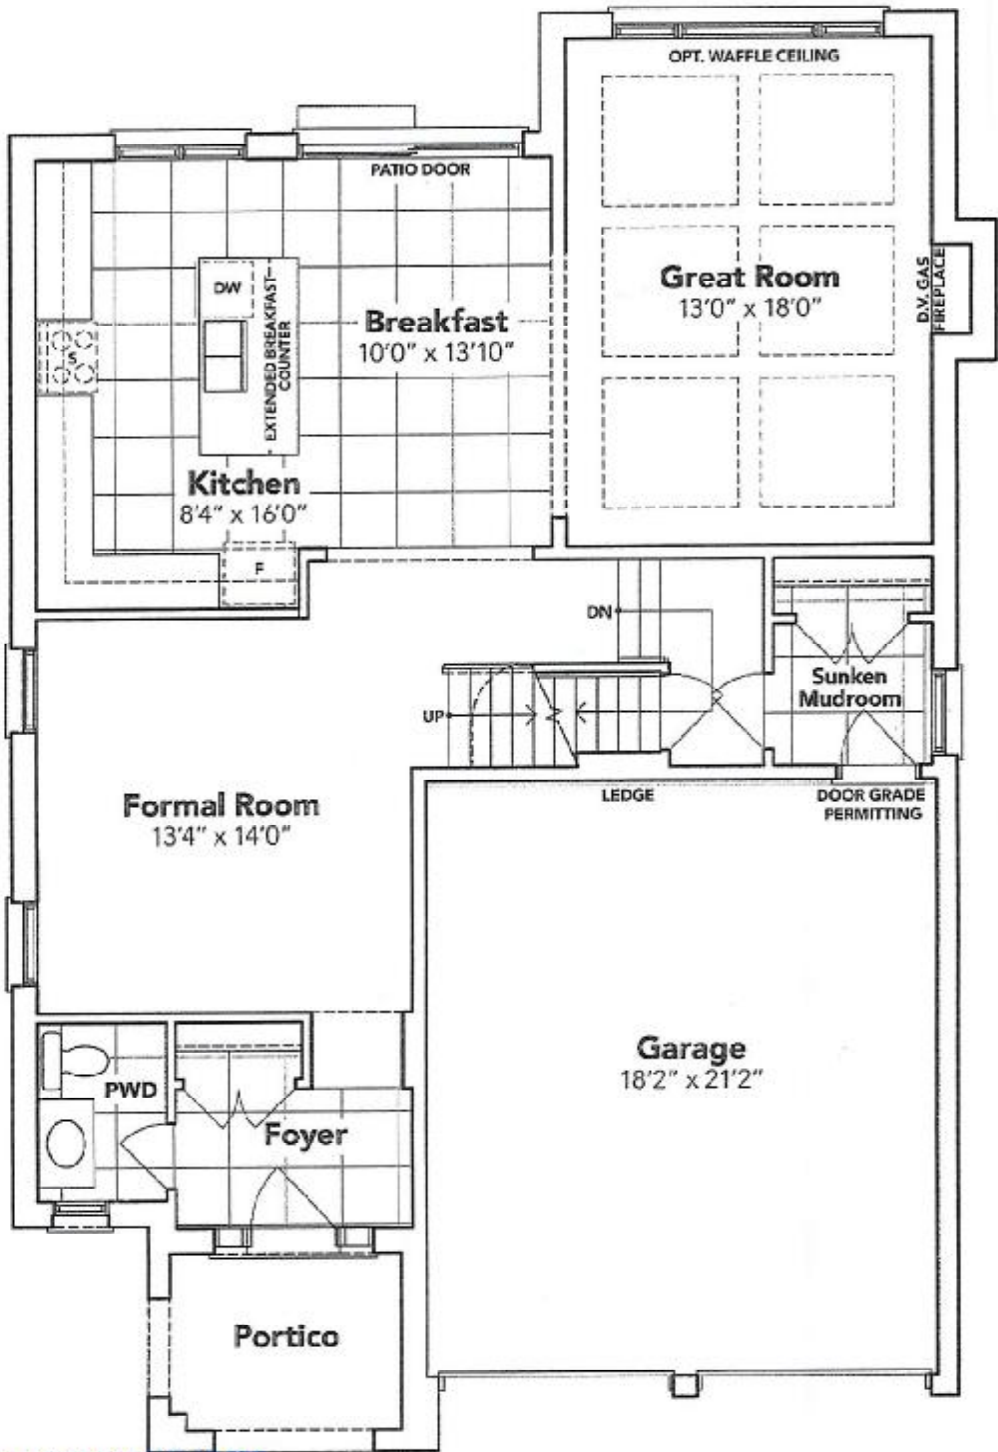 OPT. WAFFLE CEILING
PATIO DOOR
Great Room
13'0" x 18'0"
D.V. GAS
FIREPLACE
DW
EXTENDED BREAKFAST
COUNTER
Breakfast
10'0" x 13'10"
S
Kitchen
8'4" x 16'0"
F
DN
Sunken
Mudroom
UP
LEDGE
DOOR GRADE
PERMITTING
Formal Room
13'4" x 14'0"
Garage
18'2" x 21'2"
PWD
Foyer
Portico